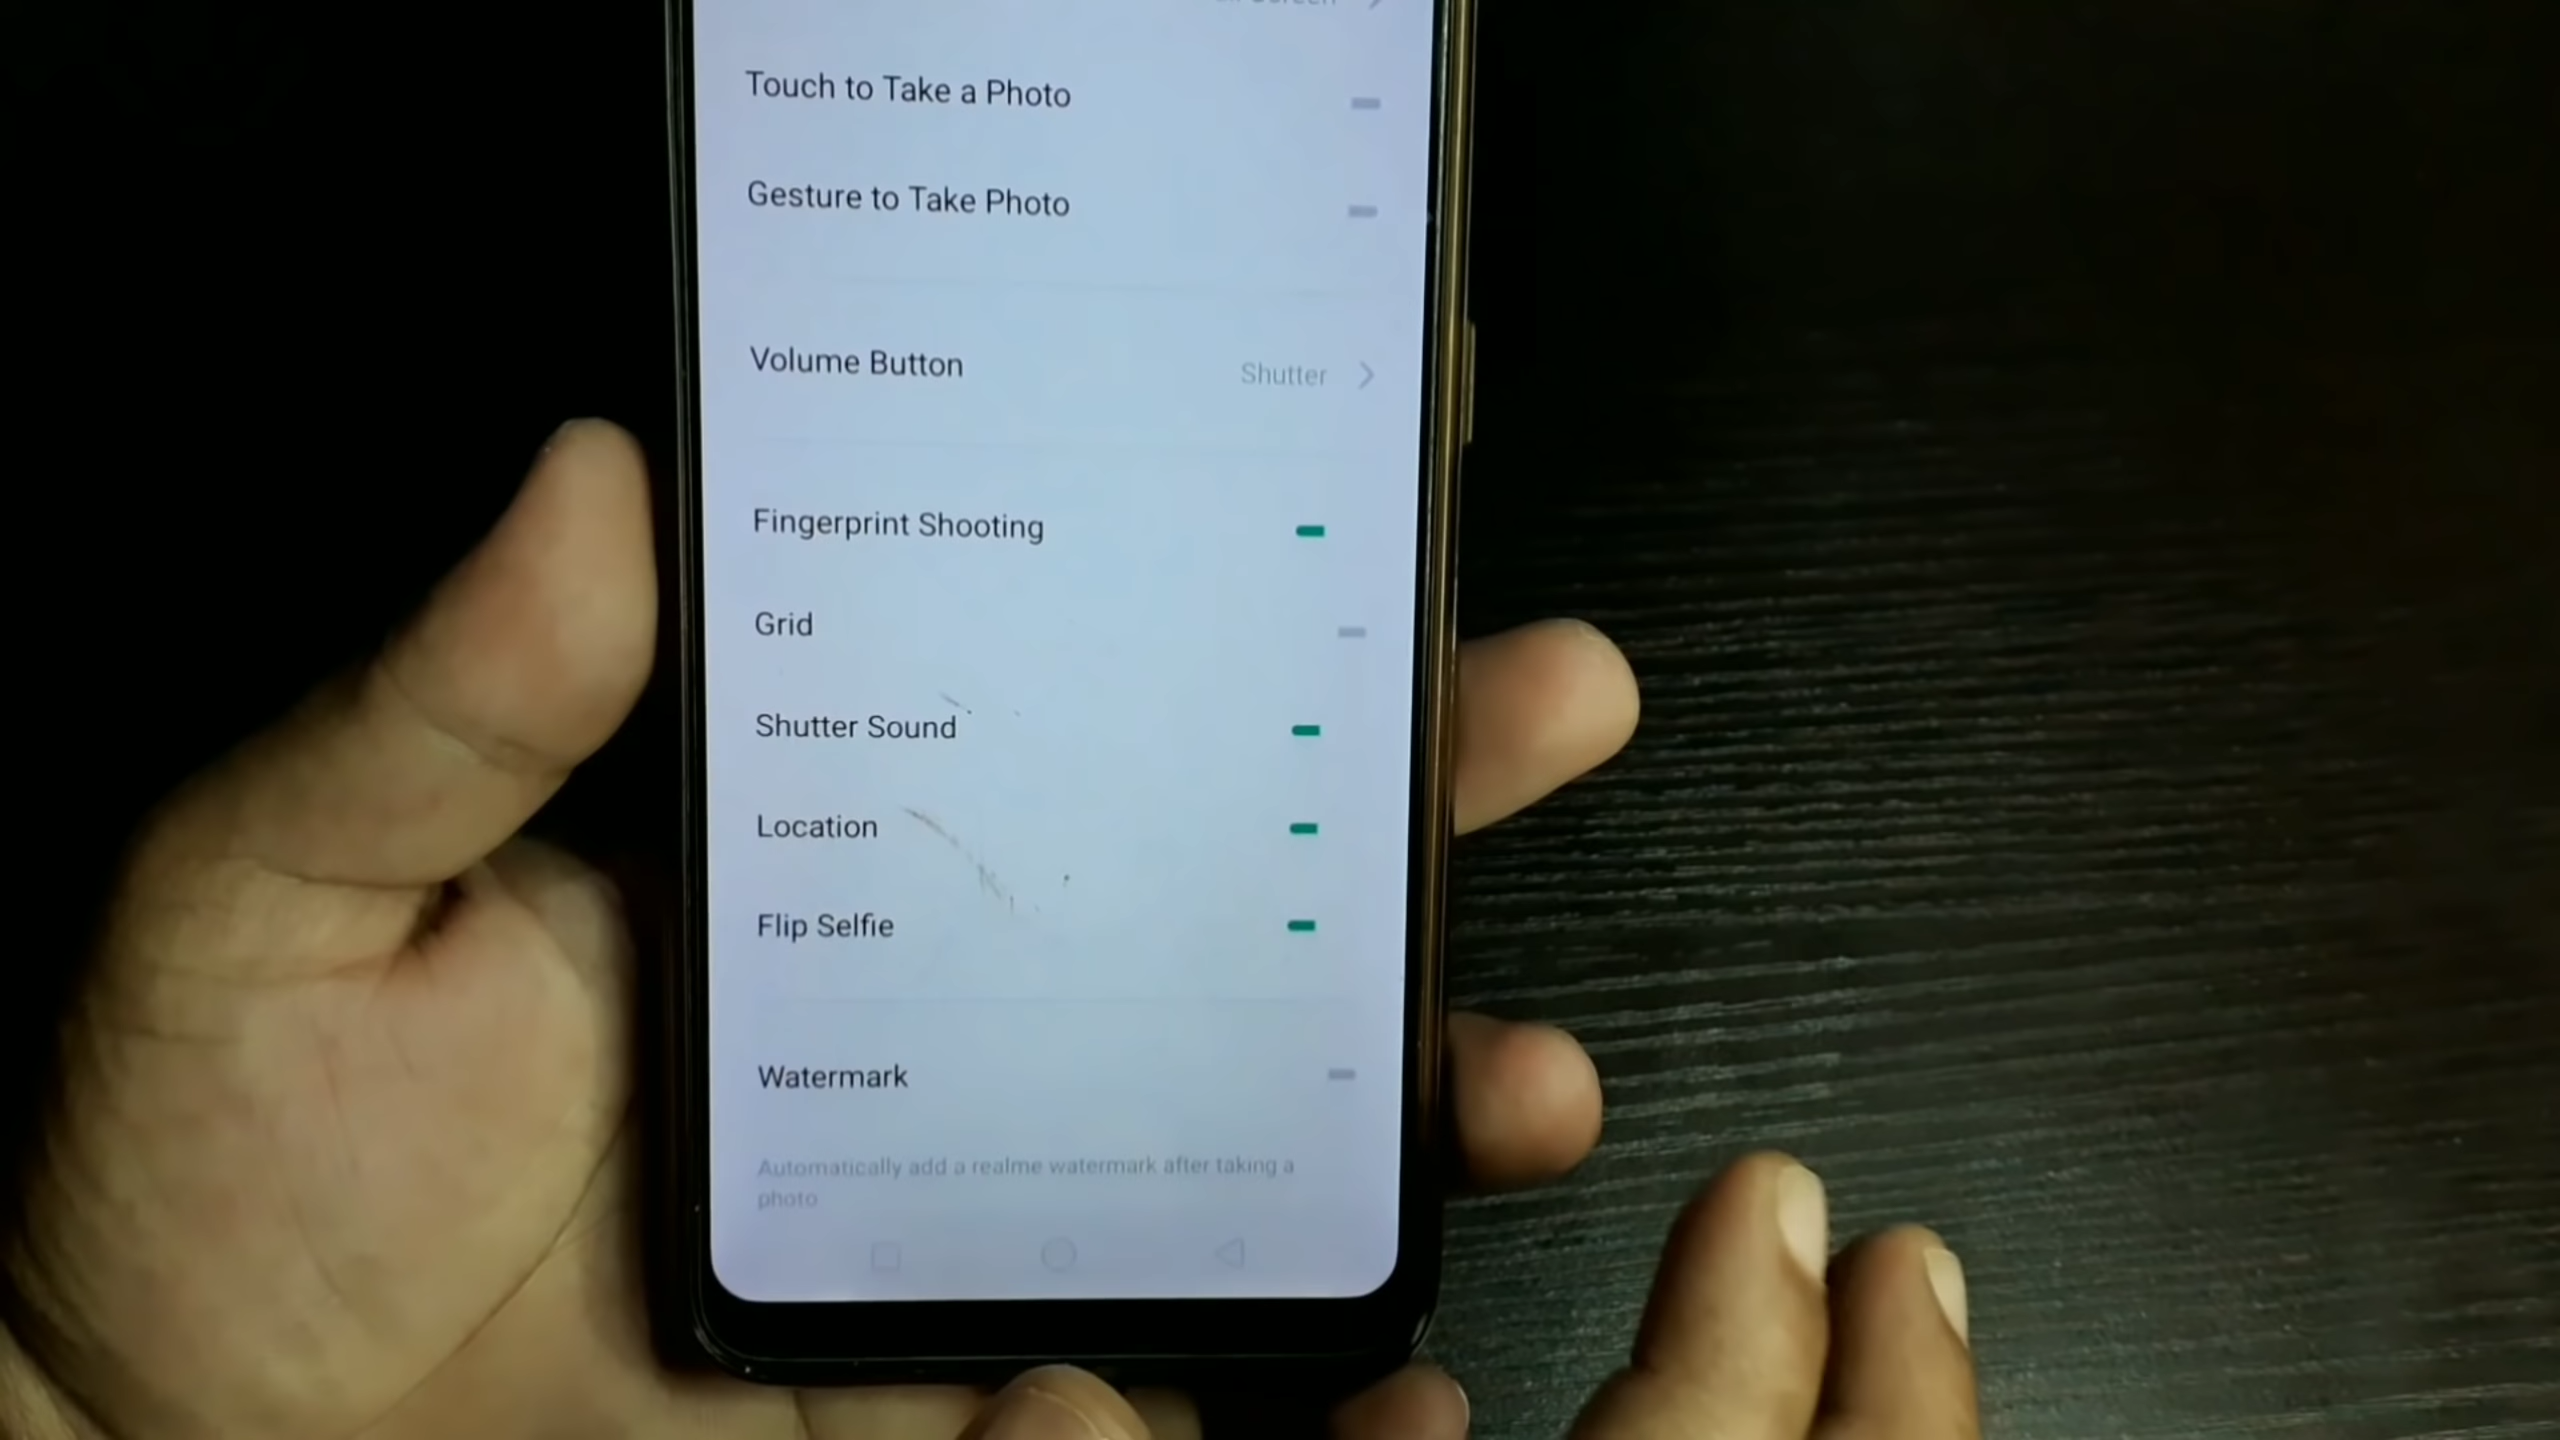 Screen
Touch to Take a Photo
Gesture to Take Photo
Volume Button Shutter
Fingerprint Shooting
Grid
Shutter Sound
Location
Flip Selfie
Watermark
Automatically add a realme watermark after taking a
photo